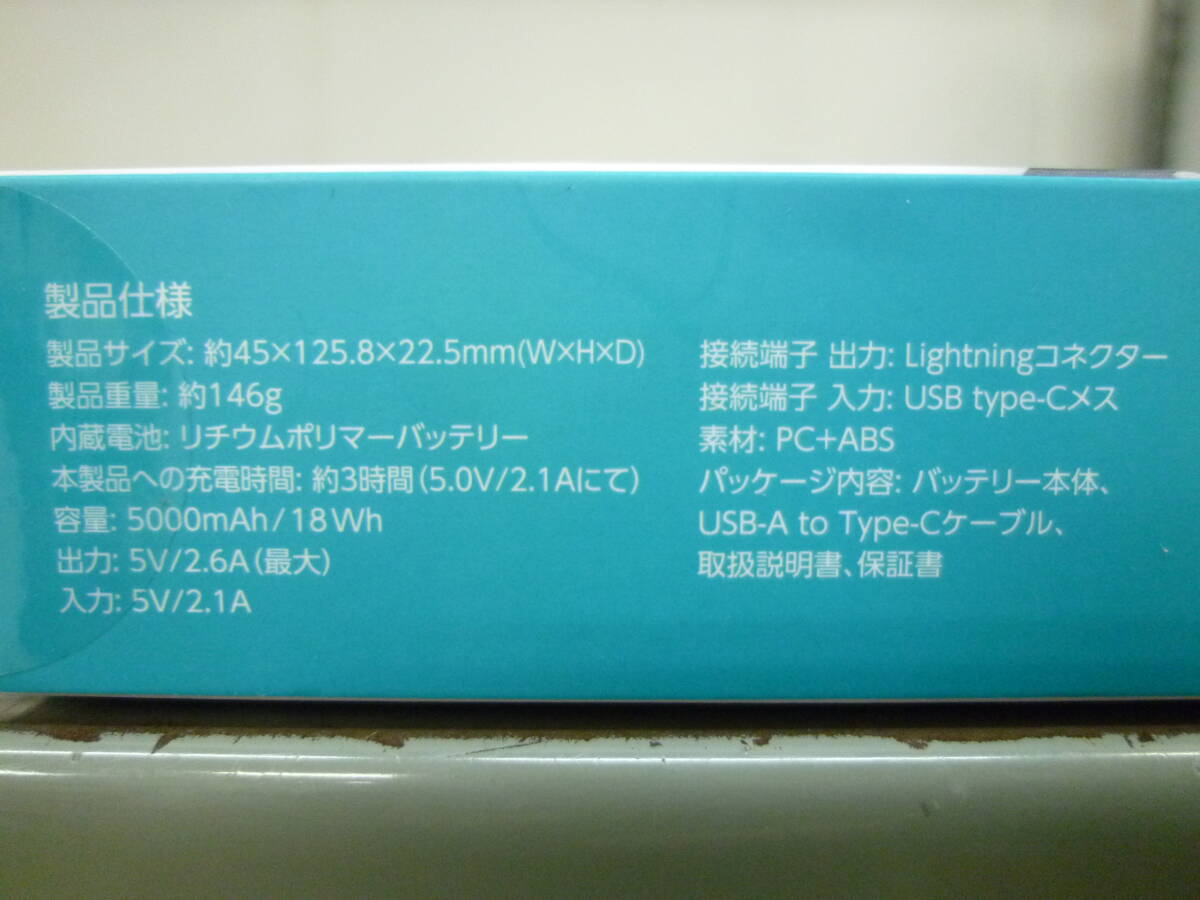 製品仕様
製品サイズ: 約45×125.8×22.5mm(W×H×D)
製品重量: 約146g
内蔵電池: リチウムポリマーバッテリー
本製品への充電時間: 約3時間(5.0V/2.1Aにて)
容量: 5000mAh/18Wh
出力: 5V/2.6A(最大)
入力: 5V/2.1A
接続端子 出力: Lightningコネクター
接続端子 入力: USB type-Cメス
素材: PC+ABS
パッケージ内容: バッテリー本体、
USB-A to Type-Cケーブル、
取扱説明書、保証書